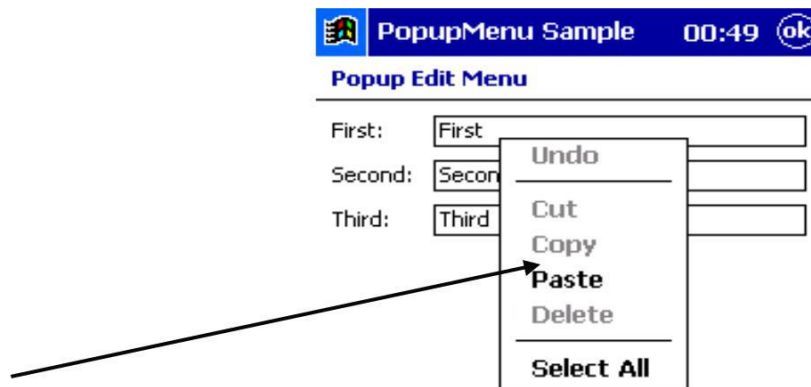 PopupMenu Sample 00:49 ok
Popup Edit Menu
First: First
Undo
Second: Secon
Cut
Third: Third
Copy
Paste
Delete
Select All